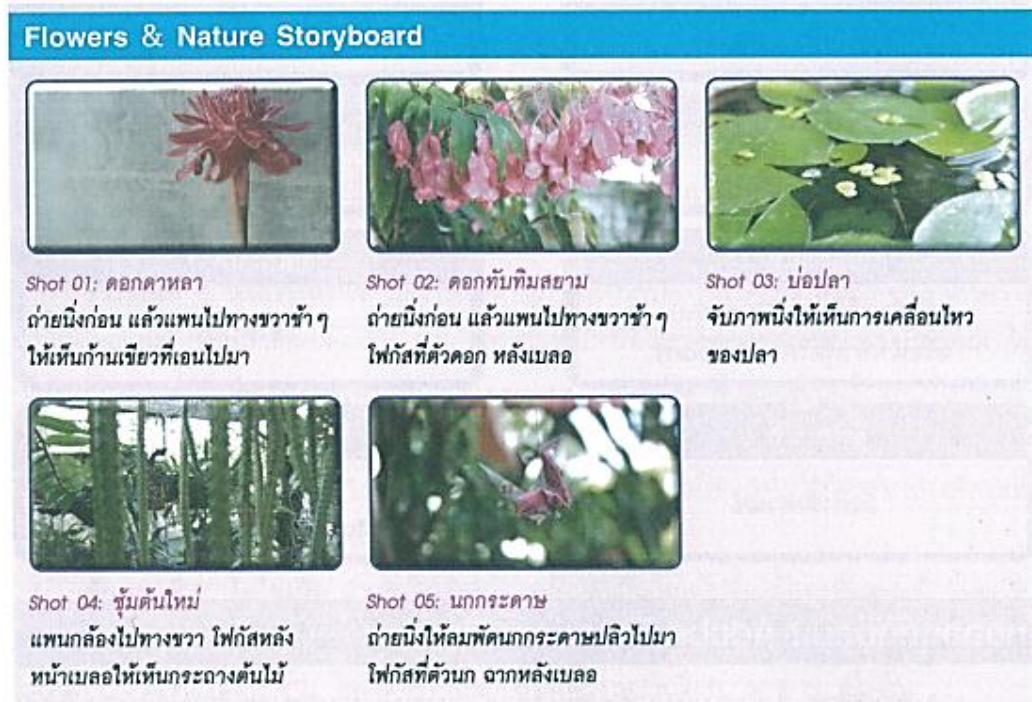 Flowers & Nature Storyboard
Shot 01: ดอกดาหลา
ถ่ายนิ่งก่อน แล้วแพนไปทางขวาช้า ๆ
ให้เห็นก้านเขียวที่เอนไปมา
Shot 02: ดอกทับทิมสยาม
ถ่ายนิ่งก่อน แล้วแพนไปทางขวาช้า ๆ
โฟกัสที่ตัวดอก หลังเบลอ
Shot 03: บ่อปลา
จับภาพนิ่งให้เห็นการเคลื่อนไหว
ของปลา
Shot 04: ซุ้มต้นใหม่
แพนกล้องไปทางขวา โฟกัสหลัง
หน้าเบลอให้เห็นกระถางต้นไม้
Shot 05: นกกระดาษ
ถ่ายนิ่งให้ลมพัดนกกระดาษปลิวไปมา
โฟกัสที่ตัวนก ฉากหลังเบลอ